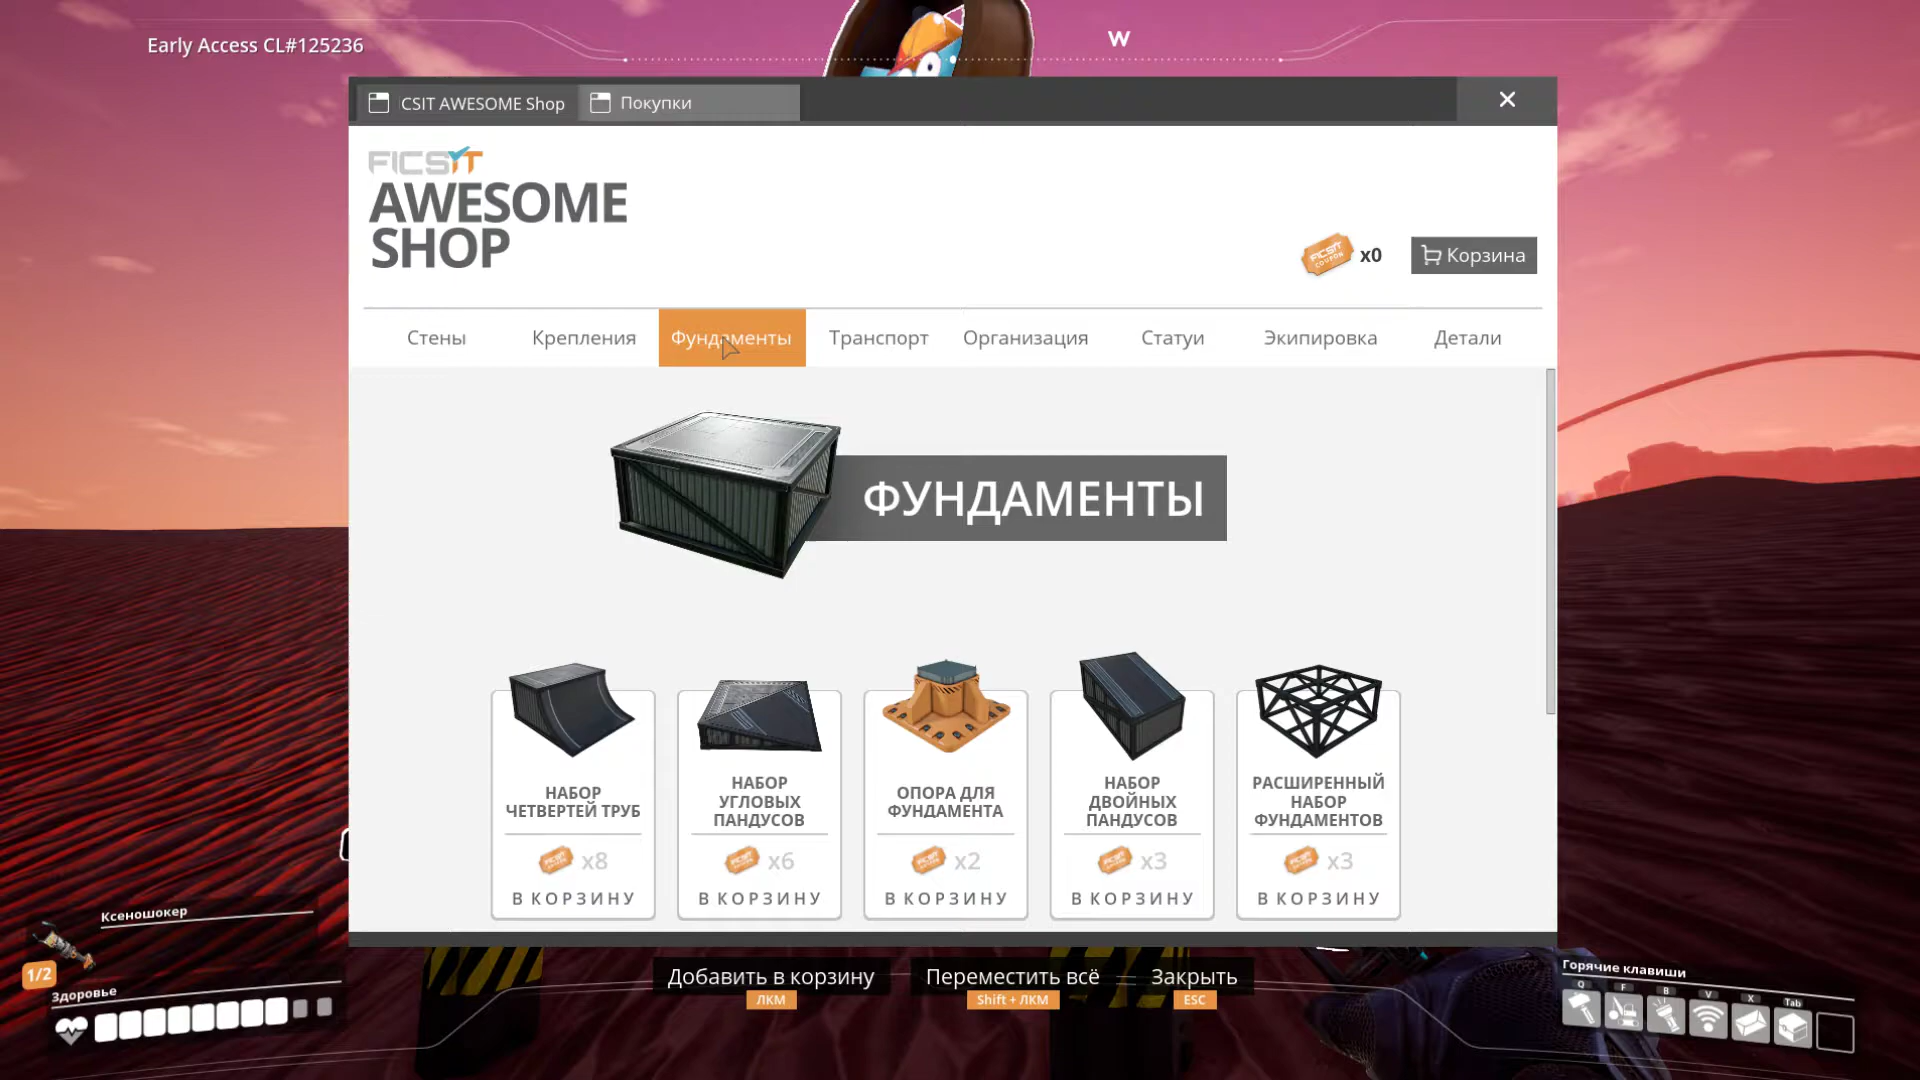 Early Access CL#125236
W
CSIT AWESOME Shop
Покупки
FICSIT
AWESOME
SHOP
FICSIT
COUPON
x0
Корзина
Стены
Крепления
Фундаменты
Транспорт
Организация
Статуи
Экипировка
Детали
ФУНДАМЕНТЫ
НАБОР
ЧЕТВЕРТЕЙ ТРУБ
x8
В КОРЗИНУ
НАБОР
УГЛОВЫХ
ПАНДУСОВ
x6
В КОРЗИНУ
ОПОРА ДЛЯ
ФУНДАМЕНТА
x2
В КОРЗИНУ
НАБОР
ДВОЙНЫХ
ПАНДУСОВ
x3
В КОРЗИНУ
РАСШИРЕННЫЙ
НАБОР
ФУНДАМЕНТОВ
x3
В КОРЗИНУ
Ксеношокер
1/2
Здоровье
Добавить в корзину
ЛКМ
Переместить всё
Shift + ЛКМ
Закрыть
ESC
Горячие клавиши
Q
F
B
V
X
Tab